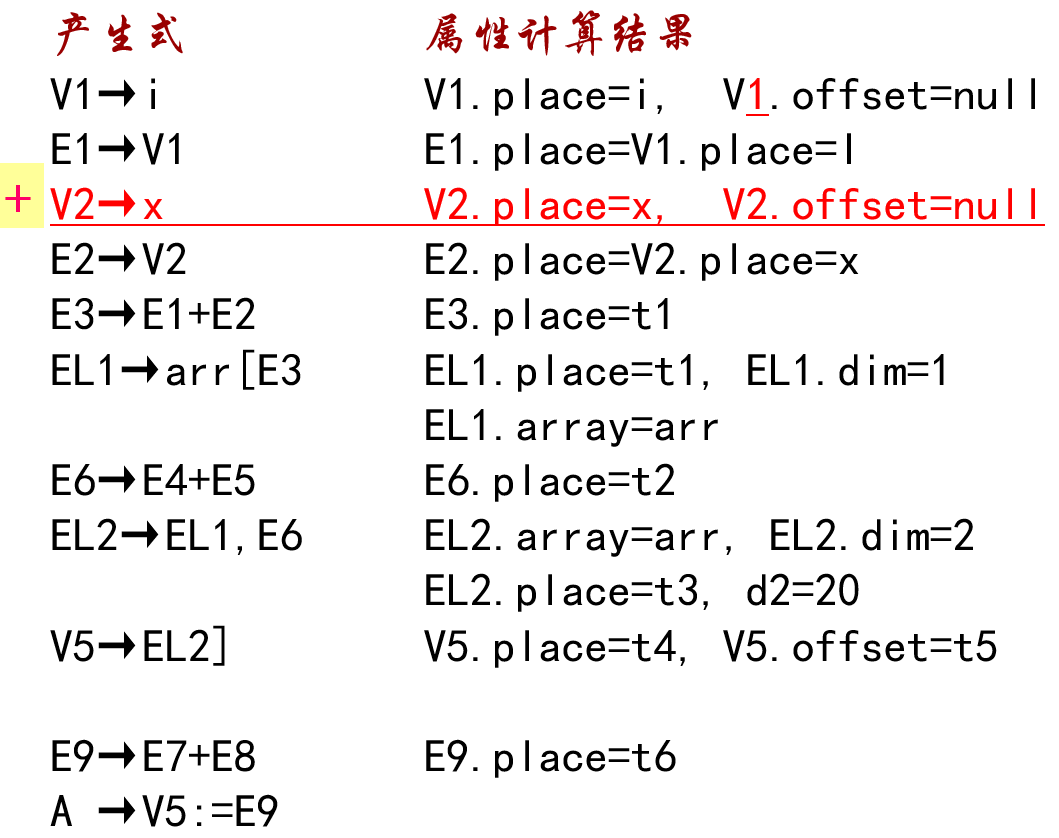 产生式 属性计算结果
V1→i V1.place=i, V1.offset=null
E1→V1 E1.place=V1.place=I
+ V2→x V2.place=x, V2.offset=null
E2→V2 E2.place=V2.place=x
E3→E1+E2 E3.place=t1
EL1→arr[E3 EL1.place=t1, EL1.dim=1
EL1.array=arr
E6→E4+E5 E6.place=t2
EL2→EL1,E6 EL2.array=arr, EL2.dim=2
EL2.place=t3, d2=20
V5→EL2] V5.place=t4, V5.offset=t5
E9→E7+E8 E9.place=t6
A →V5:=E9